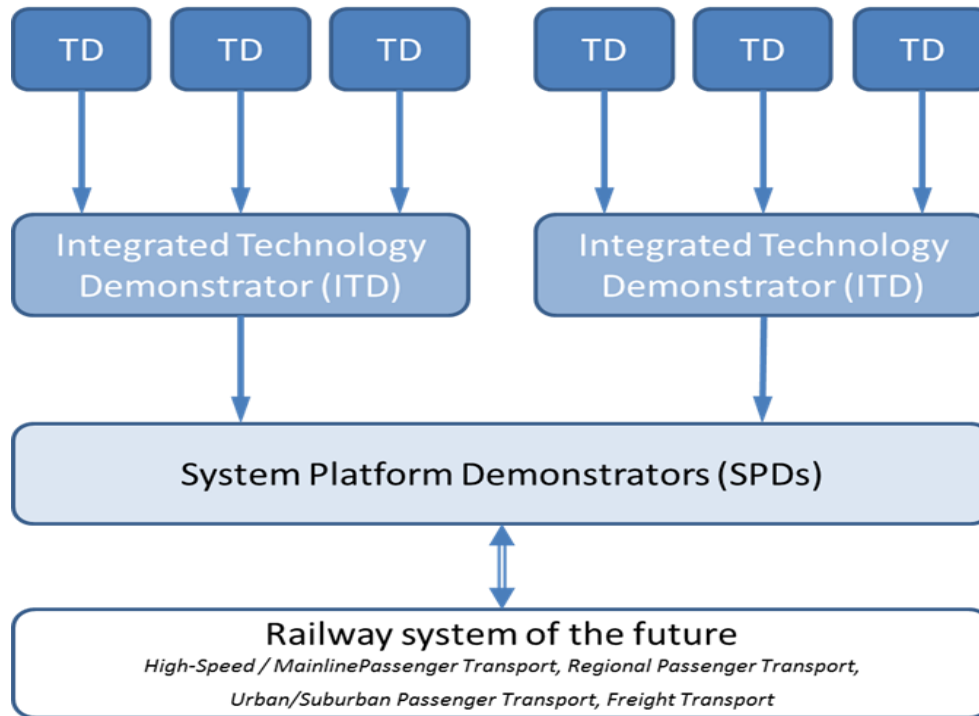 TD TD TD TD TD TD
Integrated Technology Integrated Technology
Demonstrator (ITD) Demonstrator (ITD)
System Platform Demonstrators (SPDs)
Railway system of the future
High-Speed / MainlinePassenger Transport, Regional Passenger Transport,
Urban/Suburban Passenger Transport, Freight Transport